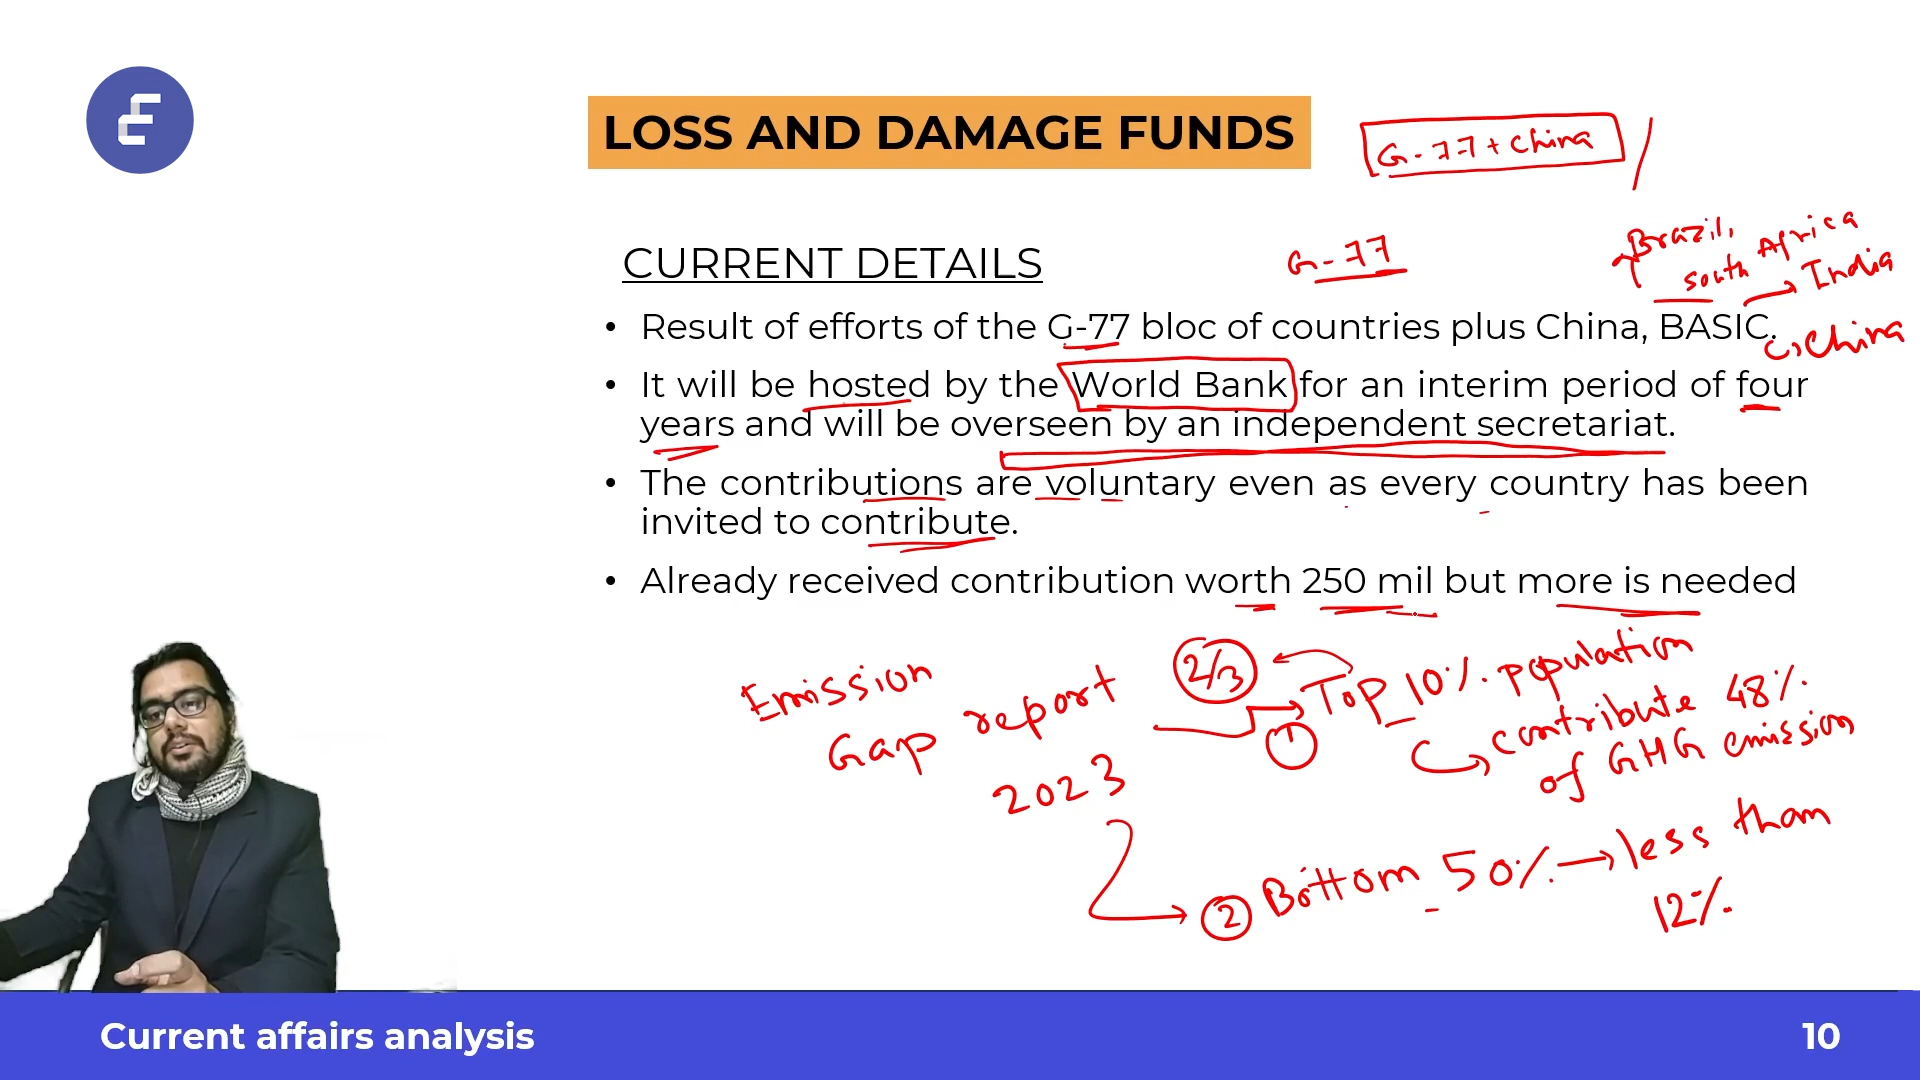 LOSS AND DAMAGE FUNDS
G-77 + China
CURRENT DETAILS
G-77
Brazil,
South Africa
India
China
• Result of efforts of the G-77 bloc of countries plus China, BASIC.
• It will be hosted by the World Bank for an interim period of four
years and will be overseen by an independent secretariat.
• The contributions are voluntary even as every country has been
invited to contribute.
• Already received contribution worth 250 mil but more is needed
Emission
Gap report
2023
2/3
1 Top 10% population
contribute 48%
of GHG emission
2 Bottom 50% → less than
12%
Current affairs analysis
10